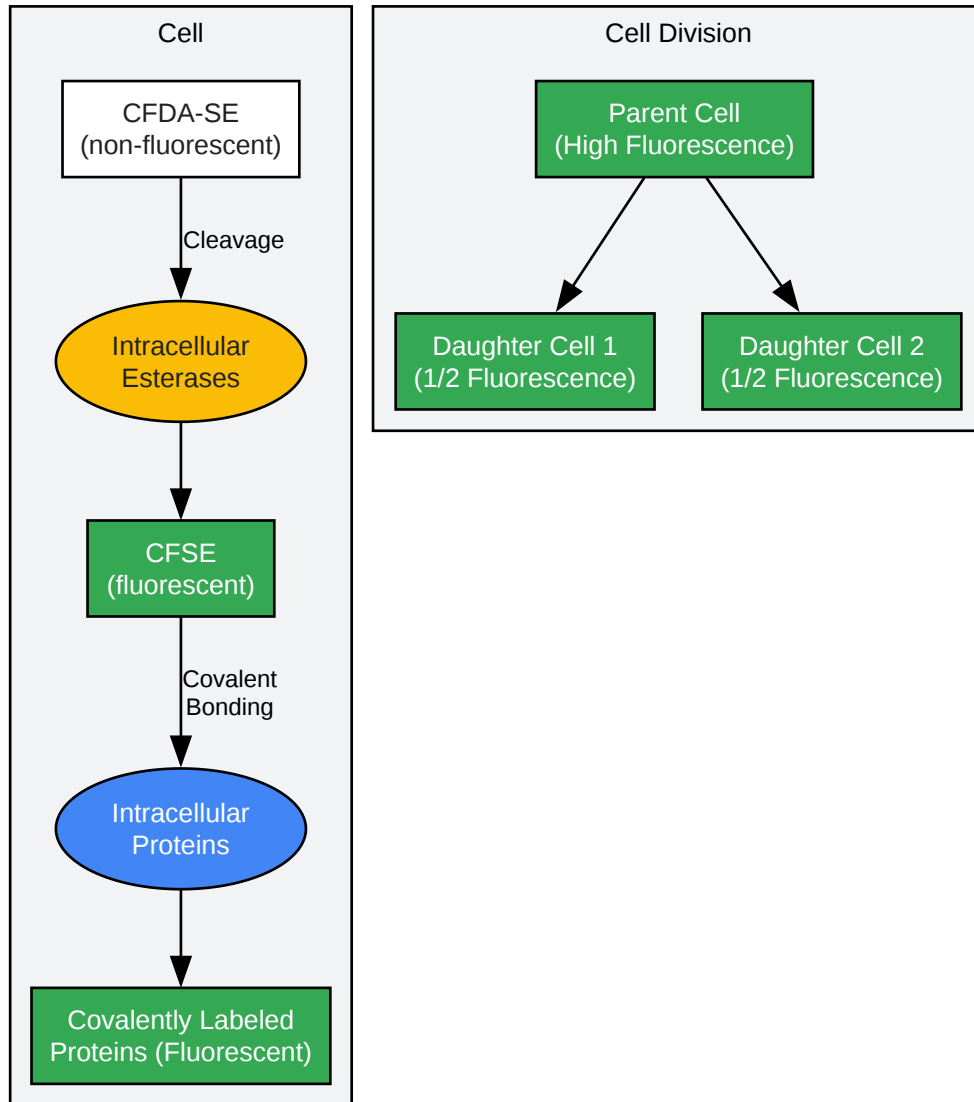 Cell
CFDA-SE
(non-fluorescent)
Cleavage
Intracellular
Esterases
CFSE
(fluorescent)
Covalent
Bonding
Intracellular
Proteins
Covalently Labeled
Proteins (Fluorescent)
Cell Division
Parent Cell
(High Fluorescence)
Daughter Cell 1
(1/2 Fluorescence)
Daughter Cell 2
(1/2 Fluorescence)